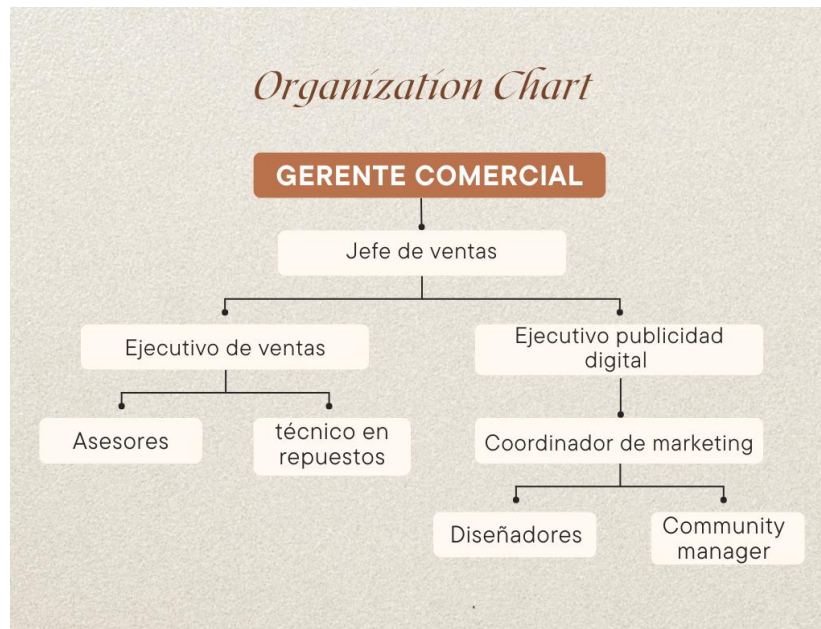 Organization Chart
GERENTE COMERCIAL
Jefe de ventas
Ejecutivo de ventas
Ejecutivo publicidad
digital
Asesores
técnico en
repuestos
Coordinador de marketing
Diseñadores
Community
manager